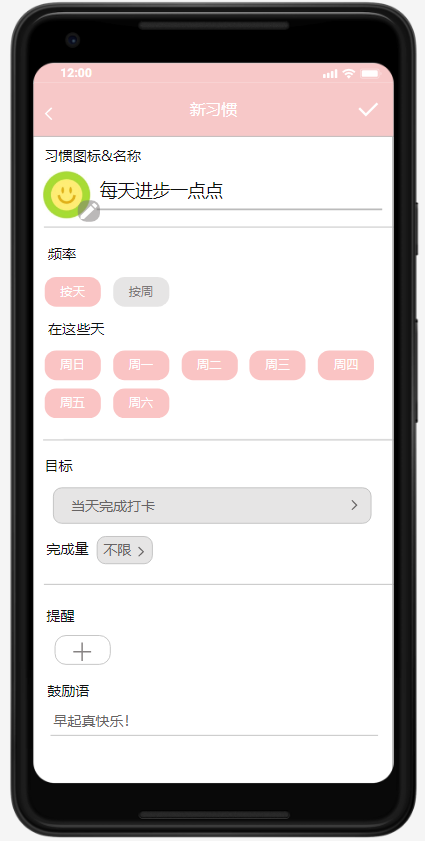 12:00
新习惯
习惯图标&名称
每天进步一点点
频率
按天 按周
在这些天
周日 周一 周二 周三 周四
周五 周六
目标
当天完成打卡
完成量 不限
提醒
鼓励语
早起真快乐！